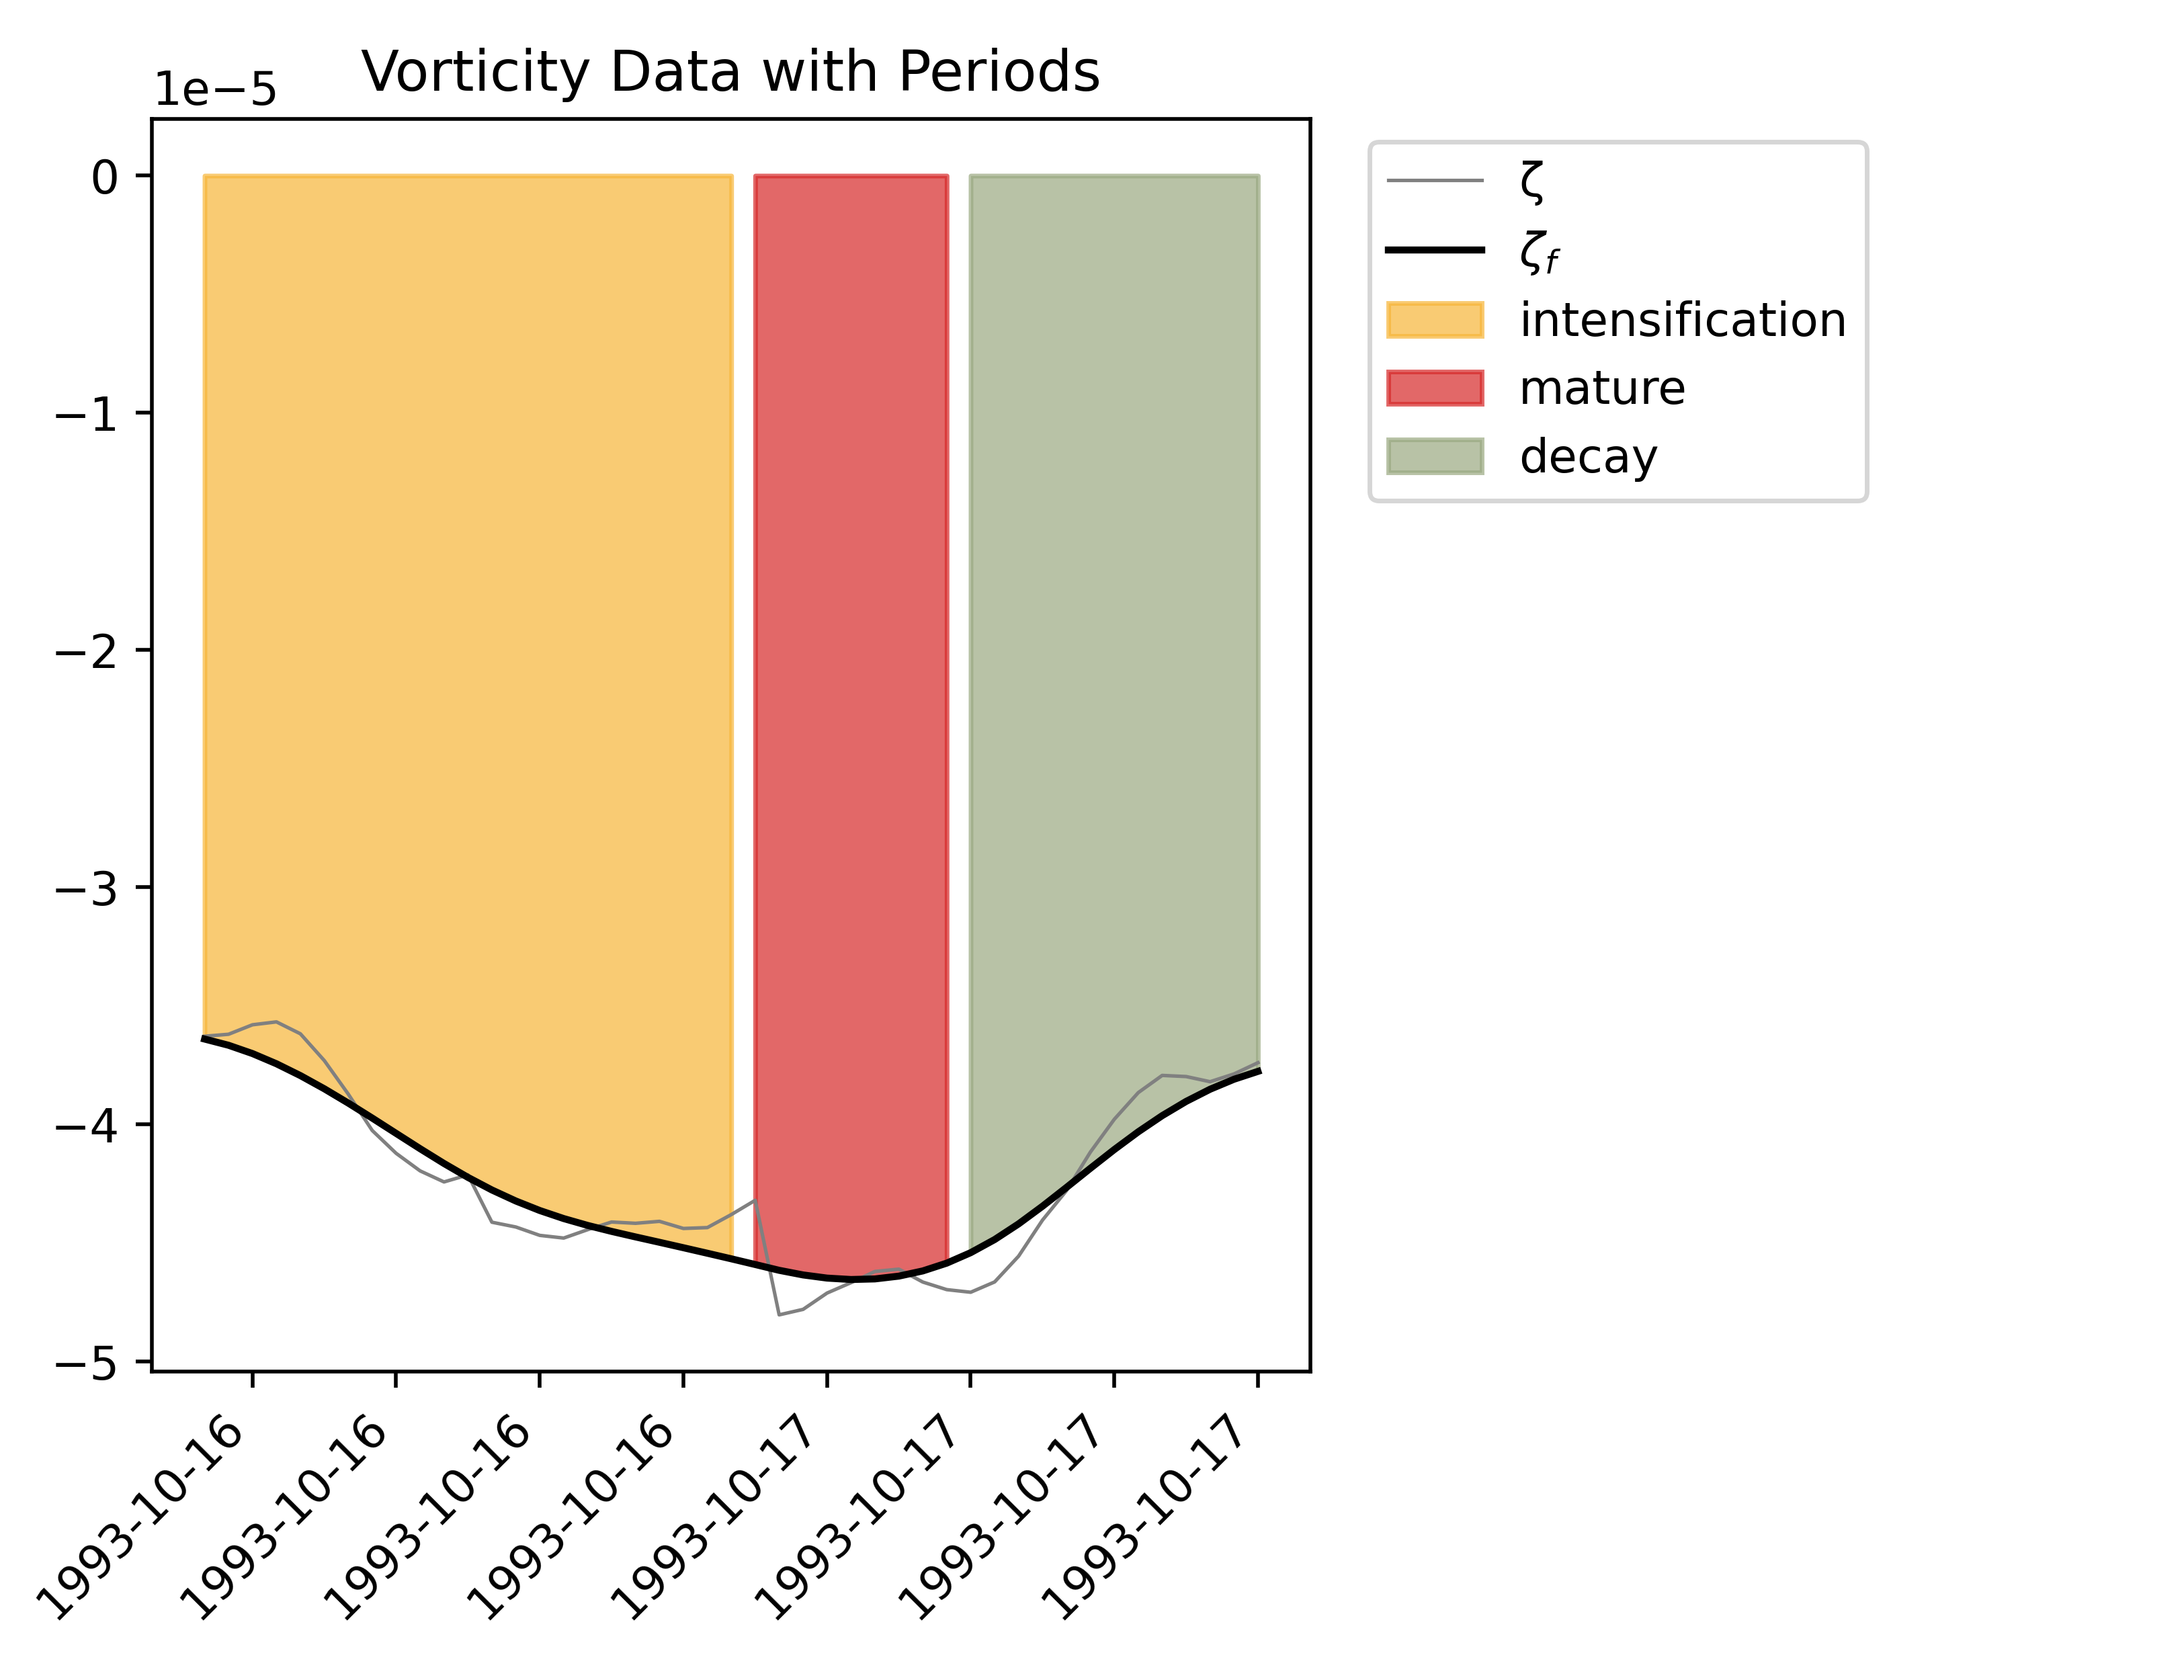 Vorticity Data with Periods
1e−5
0
−1
−2
−3
−4
−5
1993-10-16
1993-10-16
1993-10-16
1993-10-16
1993-10-17
1993-10-17
1993-10-17
1993-10-17
ζ
ζf
intensification
mature
decay